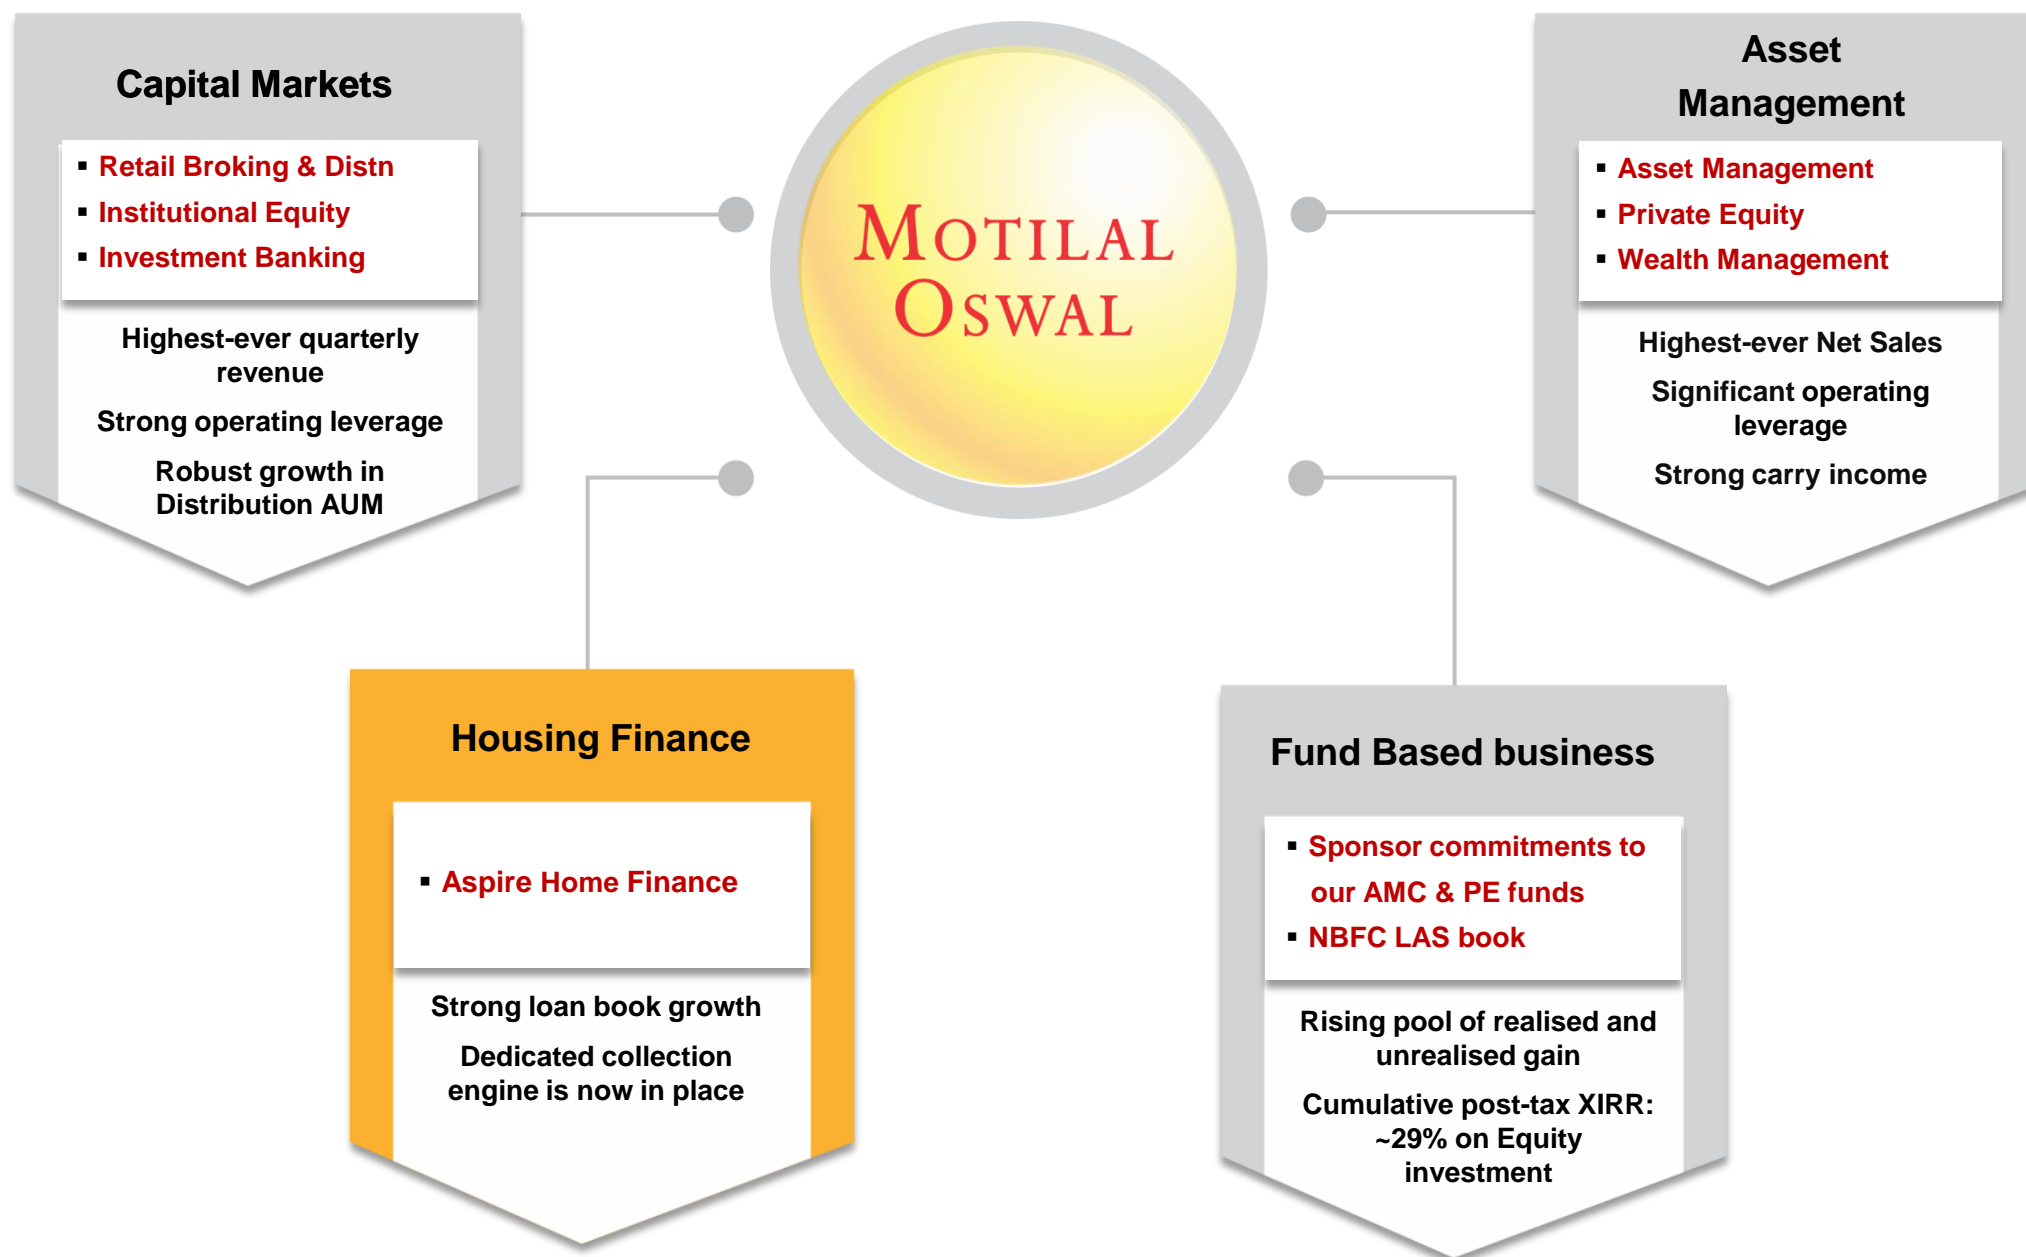 Capital Markets
▪ Retail Broking & Distn
▪ Institutional Equity
▪ Investment Banking
Highest-ever quarterly
revenue
Strong operating leverage
Robust growth in
Distribution AUM
MOTILAL
OSWAL
Asset
Management
▪ Asset Management
▪ Private Equity
▪ Wealth Management
Highest-ever Net Sales
Significant operating
leverage
Strong carry income
Housing Finance
▪ Aspire Home Finance
Strong loan book growth
Dedicated collection
engine is now in place
Fund Based business
▪ Sponsor commitments to
our AMC & PE funds
▪ NBFC LAS book
Rising pool of realised and
unrealised gain
Cumulative post-tax XIRR:
~29% on Equity
investment